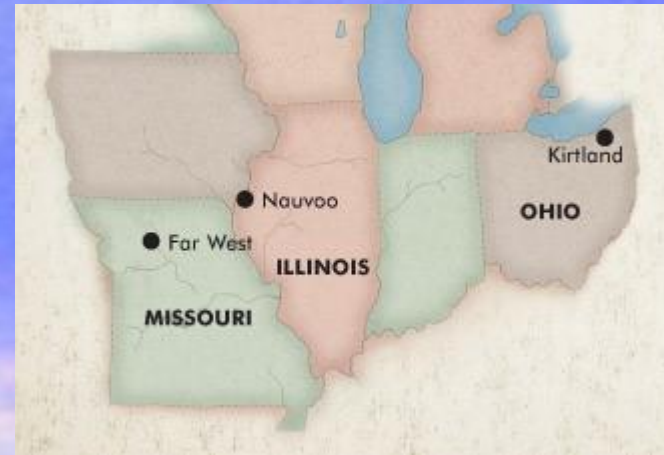 Kirtland
OHIO
Nauvoo
Far West
ILLINOIS
MISSOURI